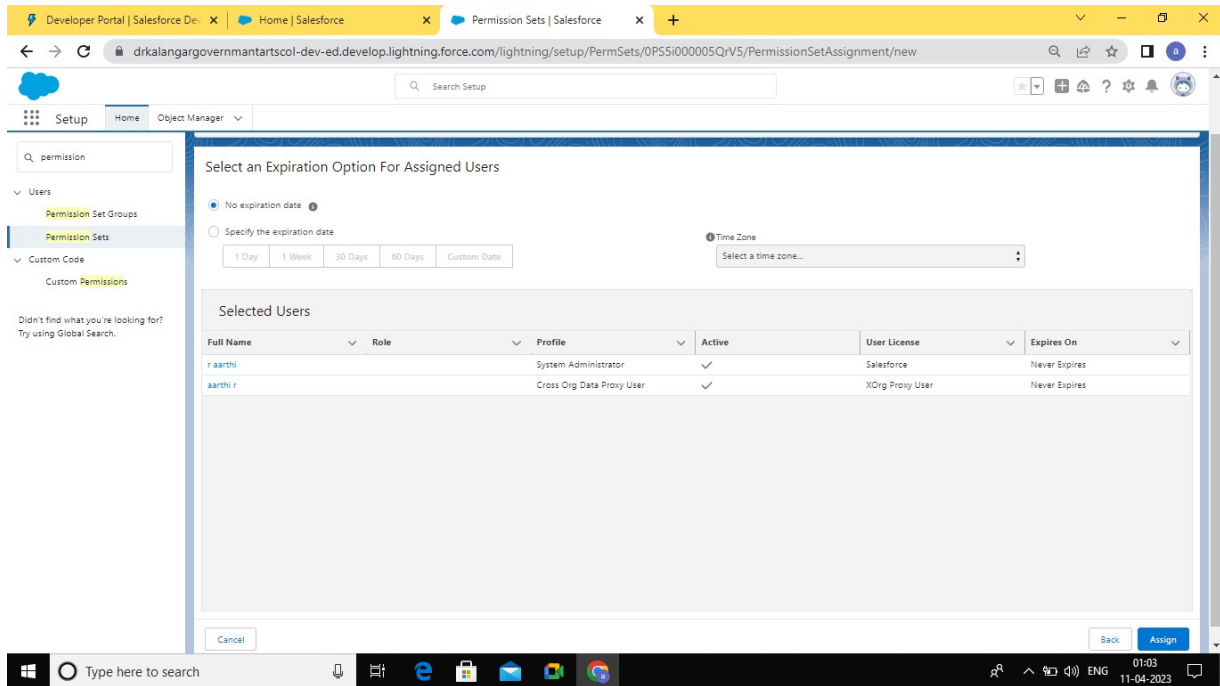 Developer Portal | Salesforce Dev
Home | Salesforce
Permission Sets | Salesforce
drkalangargovernmantartscol-dev-ed.develop.lightning.force.com/lightning/setup/PermSets/0PS5i000005QrV5/PermissionSetAssignment/new
a
Search Setup
Setup
Home
Object Manager
permission
Users
Permission Set Groups
Permission Sets
Custom Code
Custom Permissions
Didn't find what you're looking for?
Try using Global Search.
Select an Expiration Option For Assigned Users
No expiration date
Specify the expiration date
1 Day 1 Week 30 Days 60 Days Custom Date
Time Zone
Select a time zone...
Selected Users
Full Name Role Profile Active User License Expires On
r aarthi System Administrator Salesforce Never Expires
aarthi r Cross Org Data Proxy User XOrg Proxy User Never Expires
Cancel
Back
Assign
Type here to search
ENG
01:03
11-04-2023